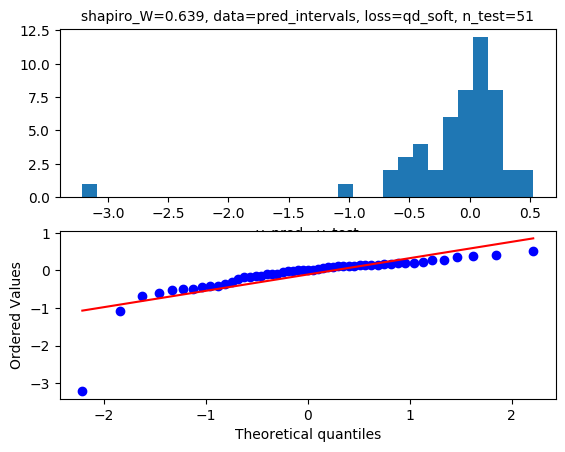 shapiro_W=0.639, data=pred_intervals, loss=qd_soft, n_test=51
12.5
10.0
7.5
5.0
2.5
0.0
−3.0 −2.5 −2.0 −1.5 −1.0 −0.5 0.0 0.5
1
0
−1
−2
−3
Ordered Values
−2 −1 0 1 2
Theoretical quantiles